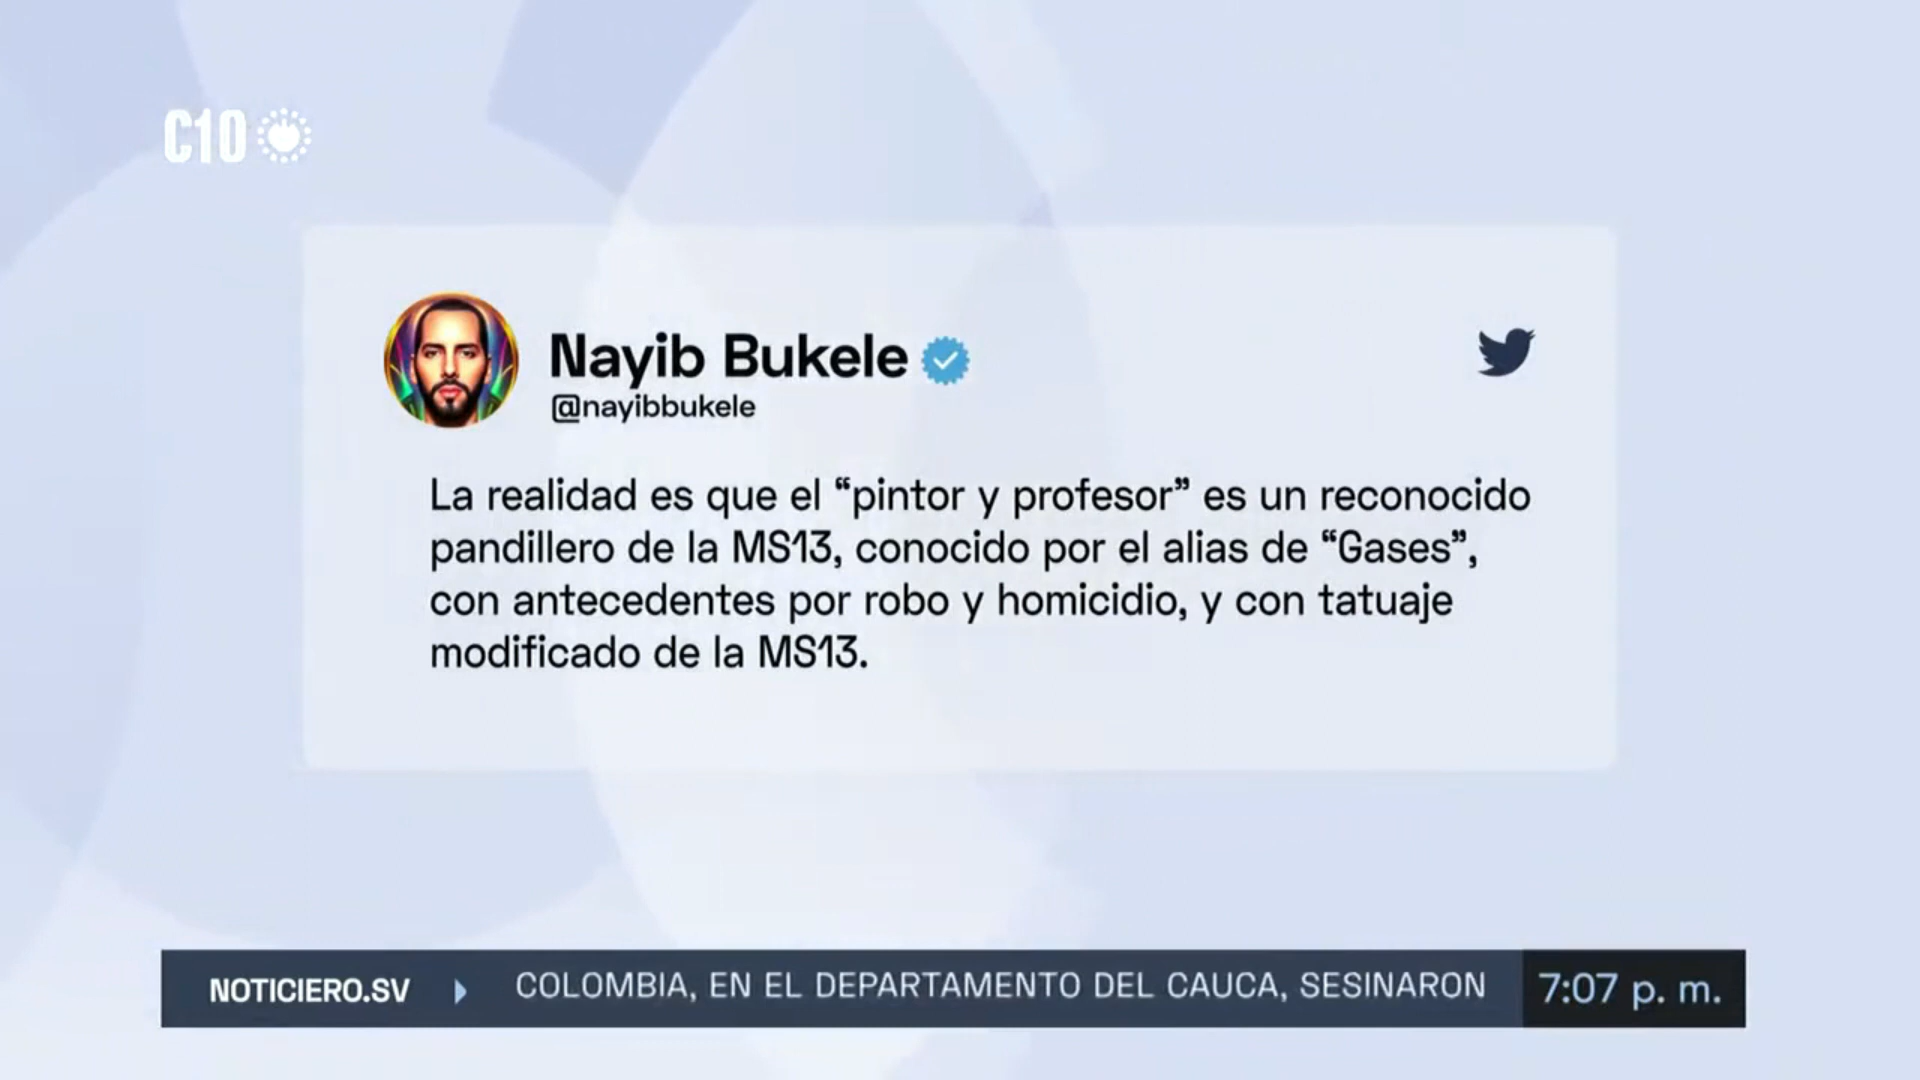 C10
Nayib Bukele
@nayibbukele
La realidad es que el “pintor y profesor” es un reconocido
pandillero de la MS13, conocido por el alias de “Gases”,
con antecedentes por robo y homicidio, y con tatuaje
modificado de la MS13.
NOTICIERO.SV
COLOMBIA, EN EL DEPARTAMENTO DEL CAUCA, SESINARON
7:07 p. m.